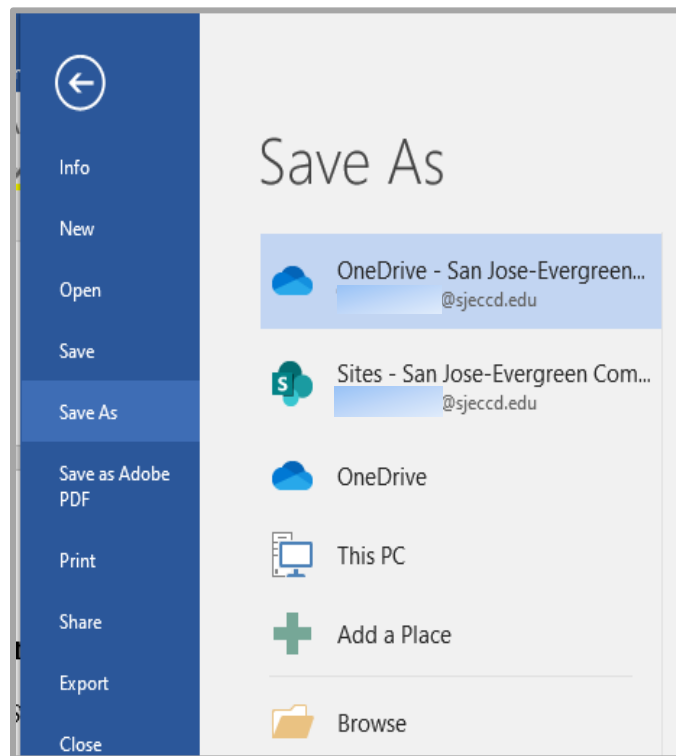 Info
New
Open
Save
Save As
Save as Adobe
PDF
Print
Share
Export
Close
Save As
OneDrive - San Jose-Evergreen...
@sjeccd.edu
S
Sites - San Jose-Evergreen Com...
@sjeccd.edu
OneDrive
This PC
Add a Place
Browse